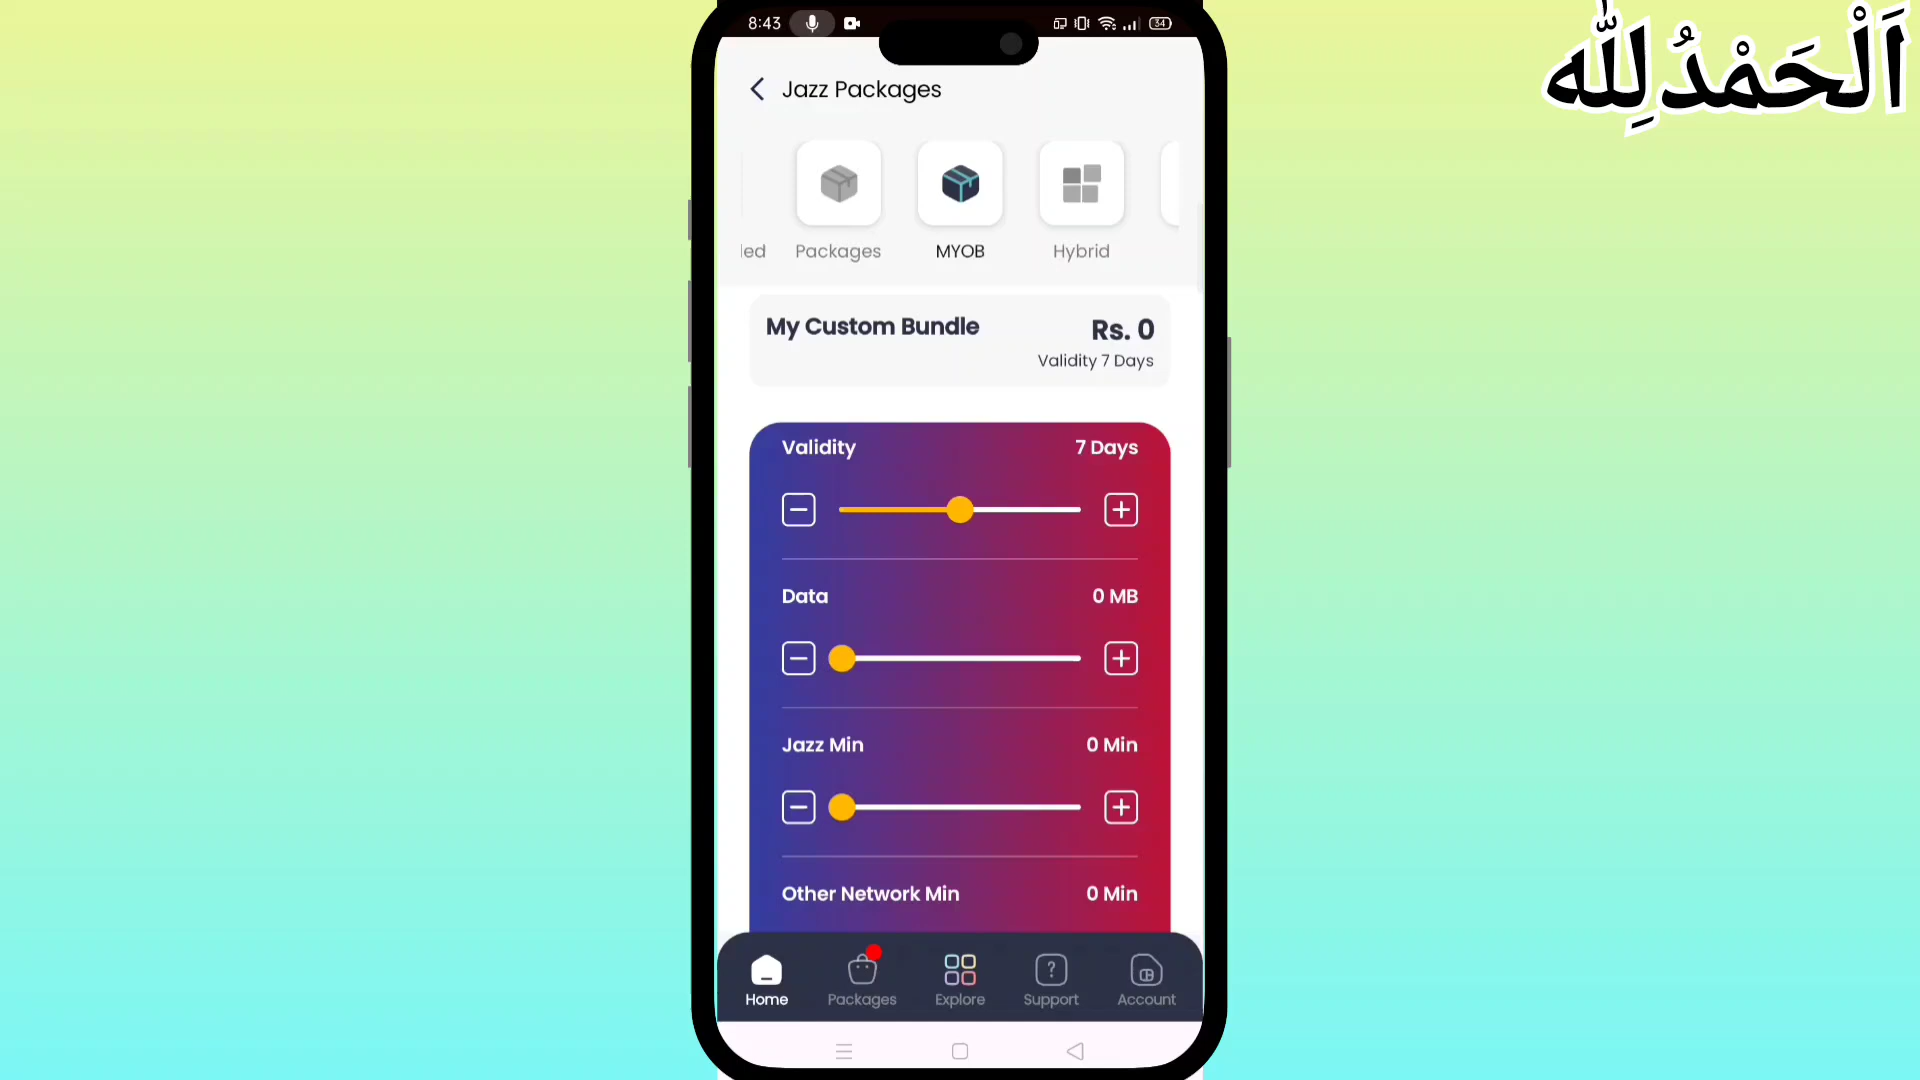 8:43
34
اَلْحَمْدُلِلّٰه
Jazz Packages
led Packages MYOB Hybrid
My Custom Bundle Rs. 0
Validity 7 Days
Validity 7 Days
Data 0 MB
Jazz Min 0 Min
Other Network Min 0 Min
Home Packages Explore Support Account